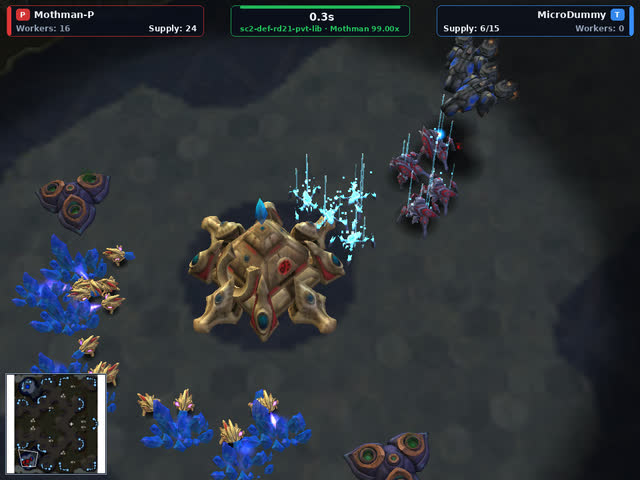 P Mothman-P
Workers: 16 Supply: 24
0.3s
sc2-def-rd21-pvt-lib · Mothman 99.00x
MicroDummy T
Supply: 6/15 Workers: 0